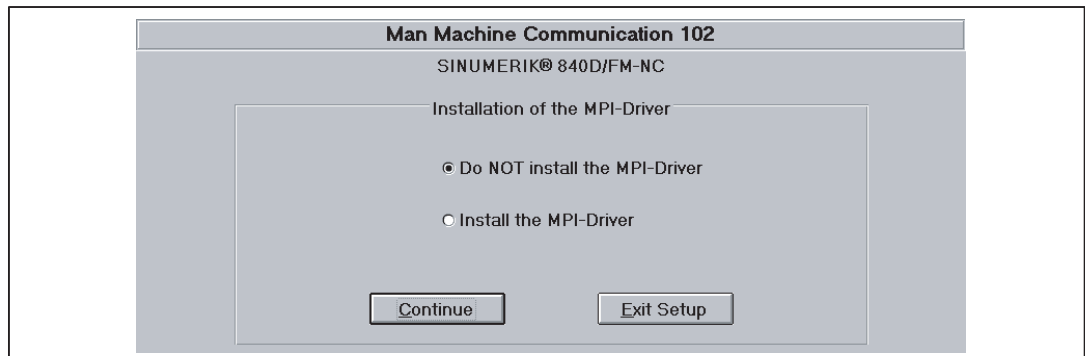 Man Machine Communication 102
SINUMERIK® 840D/FM-NC
Installation of the MPI-Driver
Do NOT install the MPI-Driver
Install the MPI-Driver
Continue
Exit Setup